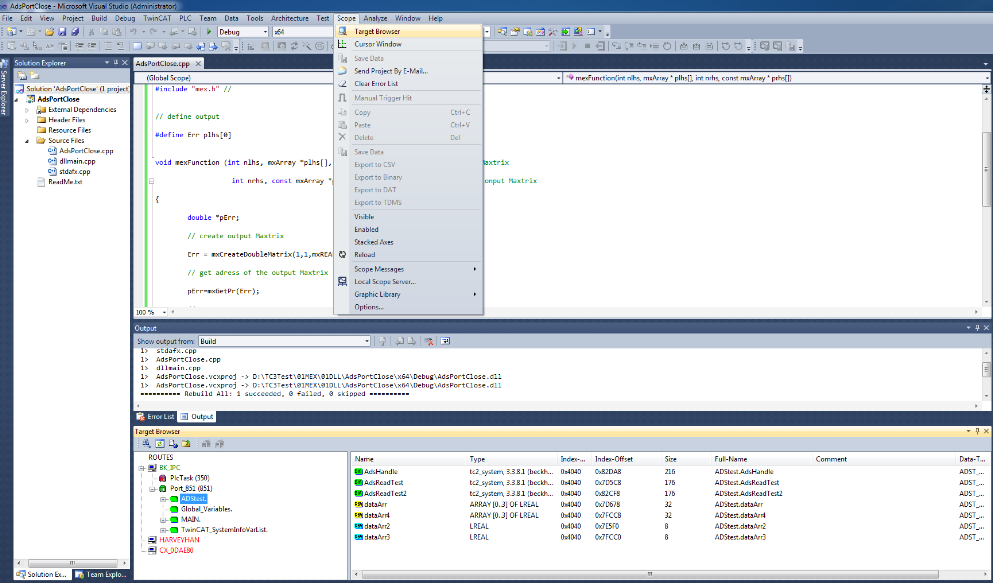 AdsPortClose - Microsoft Visual Studio (Administrator)
File Edit View Project Build Debug TwinCAT PLC Team Data Tools Architecture Test Scope Analyze Window Help
Debug x64
Solution Explorer
Solution 'AdsPortClose' (1 project)
AdsPortClose
External Dependencies
Header Files
Resource Files
Source Files
AdsPortClose.cpp
dllmain.cpp
stdafx.cpp
ReadMe.txt
Server Explorer
Solution Ex... Team Explo...
AdsPortClose.cpp
(Global Scope)
mexFunction(int nlhs, mxArray * plhs[], int nrhs, const mxArray * prhs[])
#include "mex.h" //
// define output
#define Err plhs[0]
void mexFunction (int nlhs, mxArray *plhs[],
int nrhs, const mxArray *
onput Maxtrix
{
double *pErr;
// create output Maxtrix
Err = mxCreateDoubleMatrix(1,1,mxREA
// get adress of the output Maxtrix
pErr=mxGetPr(Err);
100 %
Target Browser
Cursor Window
Save Data
Send Project By E-Mail...
Clear Error List
Manual Trigger Hit
Copy Ctrl+C
Paste Ctrl+V
Delete Del
Save Data
Export to CSV
Export to Binary
Export to DAT
Export to TDMS
Visible
Enabled
Stacked Axes
Reload
Scope Messages
Local Scope Server...
Graphic Library
Options...
Output
Show output from: Build
1> stdafx.cpp
1> AdsPortClose.cpp
1> dllmain.cpp
1> AdsPortClose.vcxproj -> D:\TC3Test\01MEX\01DLL\AdsPortClose\x64\Debug\AdsPortClose.dll
1> AdsPortClose.vcxproj -> D:\TC3Test\01MEX\01DLL\AdsPortClose\x64\Debug\AdsPortClose.dll
========== Rebuild All: 1 succeeded, 0 failed, 0 skipped ==========
Error List Output
Target Browser
ROUTES
BK_IPC
PlcTask (350)
Port_851 (851)
ADStest.
Global_Variables.
MAIN.
TwinCAT_SystemInfoVarList.
HARVEYHAN
CX_0DAE80
Name Type Index-... Index-Offset Size Full-Name Comment Data-T...
AdsHandle tc2_system, 3.3.8.1 (beckh... 0x4040 0x82DA8 216 ADStest.AdsHandle ADST_...
AdsReadTest tc2_system, 3.3.8.1 (beckh... 0x4040 0x7D5C8 176 ADStest.AdsReadTest ADST_...
AdsReadTest2 tc2_system, 3.3.8.1 (beckh... 0x4040 0x82CF8 176 ADStest.AdsReadTest2 ADST_...
dataArr ARRAY [0..3] OF LREAL 0x4040 0x7D678 32 ADStest.dataArr ADST_...
dataArr4 ARRAY [0..3] OF LREAL 0x4040 0x7FCC8 32 ADStest.dataArr4 ADST_...
dataArr2 LREAL 0x4040 0x7E5F0 8 ADStest.dataArr2 ADST_...
dataArr3 LREAL 0x4040 0x7FCC0 8 ADStest.dataArr3 ADST_...